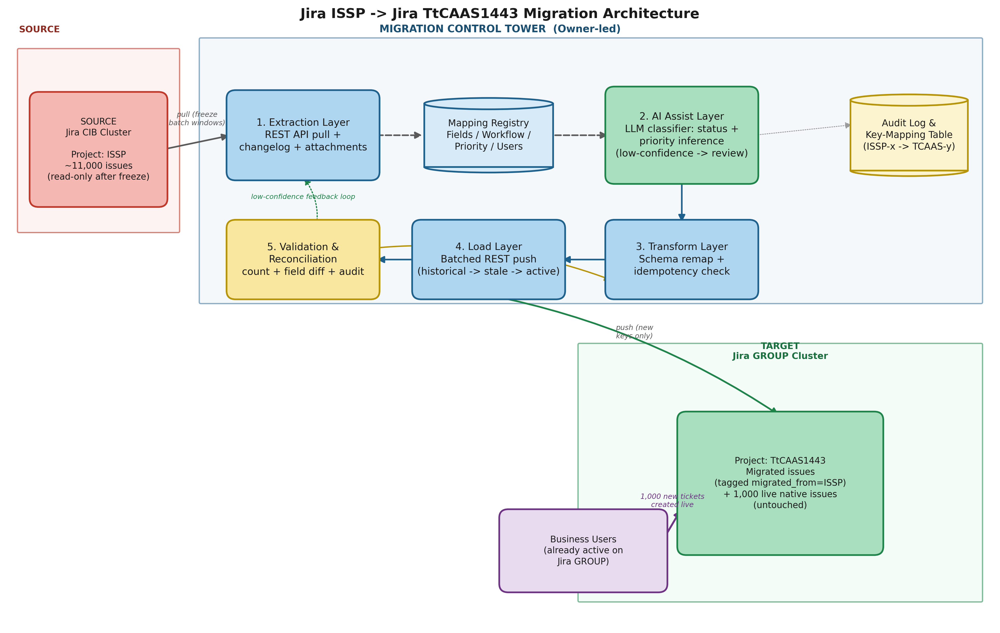 Jira ISSP -> Jira TtCAAS1443 Migration Architecture
SOURCE
MIGRATION CONTROL TOWER  (Owner-led)
SOURCE
Jira CIB Cluster
Project: ISSP
~11,000 issues
(read-only after freeze)
pull (freeze
batch windows)
1. Extraction Layer
REST API pull +
changelog + attachments
Mapping Registry
Fields / Workflow /
Priority / Users
2. AI Assist Layer
LLM classifier: status +
priority inference
(low-confidence -> review)
Audit Log &
Key-Mapping Table
(ISSP-x -> TCAAS-y)
low-confidence feedback loop
5. Validation &
Reconciliation
count + field diff + audit
4. Load Layer
Batched REST push
(historical -> stale -> active)
3. Transform Layer
Schema remap +
idempotency check
push (new
keys only)
TARGET
Jira GROUP Cluster
Project: TtCAAS1443
Migrated issues
(tagged migrated_from=ISSP)
+ 1,000 live native issues
(untouched)
1,000 new tickets
created live
Business Users
(already active on
Jira GROUP)